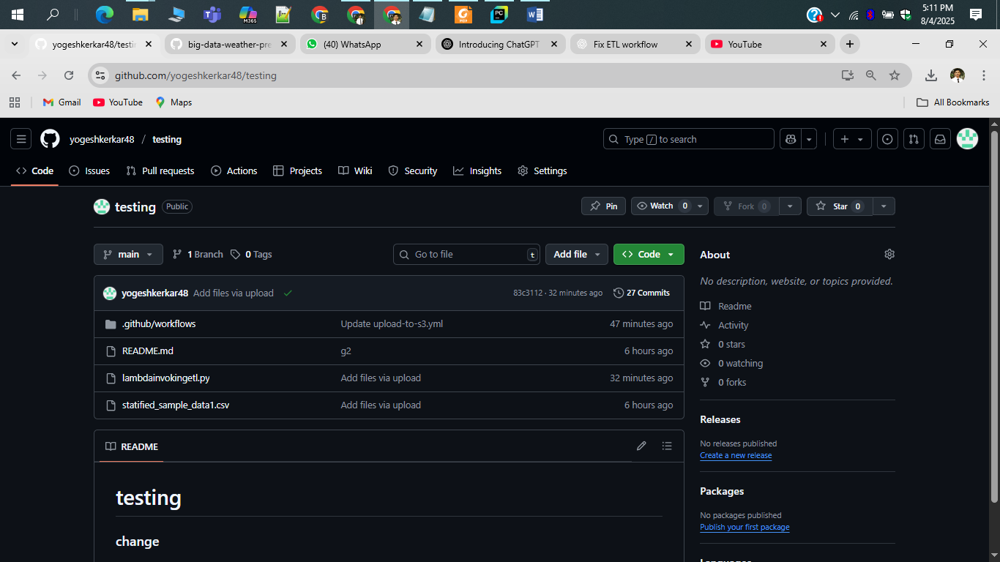 5:11 PM
8/4/2025
M365
PC
PDF
yogeshkerkar48/testin
big-data-weather-pre
(40) WhatsApp
Introducing ChatGPT
Fix ETL workflow
YouTube
github.com/yogeshkerkar48/testing
Gmail
YouTube
Maps
All Bookmarks
yogeshkerkar48 / testing
Type / to search
Code
Issues
Pull requests
Actions
Projects
Wiki
Security
Insights
Settings
testing Public
Pin
Watch 0
Fork 0
Star 0
main
1 Branch
0 Tags
Go to file t
Add file
Code
yogeshkerkar48 Add files via upload 83c3112 · 32 minutes ago 27 Commits
.github/workflows Update upload-to-s3.yml 47 minutes ago
README.md g2 6 hours ago
lambdainvokingetl.py Add files via upload 32 minutes ago
statified_sample_data1.csv Add files via upload 6 hours ago
README
testing
change
About
No description, website, or topics provided.
Readme
Activity
0 stars
0 watching
0 forks
Releases
No releases published
Create a new release
Packages
No packages published
Publish your first package